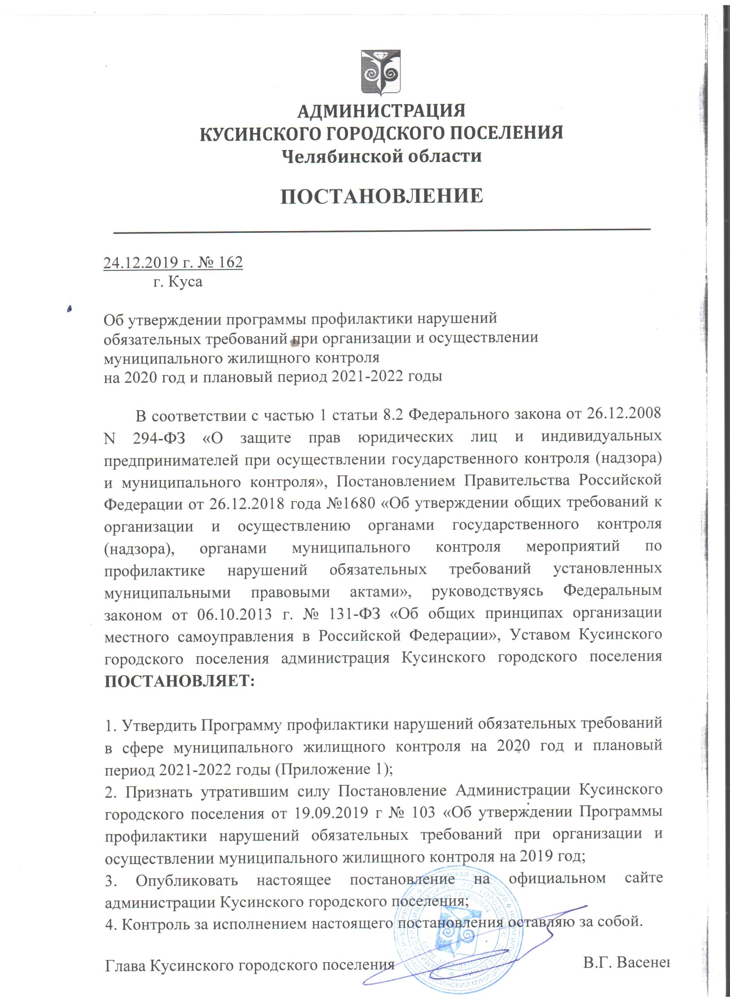 АДМИНИСТРАЦИЯ
КУСИНСКОГО ГОРОДСКОГО ПОСЕЛЕНИЯ
Челябинской области
ПОСТАНОВЛЕНИЕ
24.12.2019 г. № 162
г. Куса
Об утверждении программы профилактики нарушений
обязательных требований при организации и осуществлении
муниципального жилищного контроля
на 2020 год и плановый период 2021-2022 годы
В соответствии с частью 1 статьи 8.2 Федерального закона от 26.12.2008
N 294-ФЗ «О защите прав юридических лиц и индивидуальных
предпринимателей при осуществлении государственного контроля (надзора)
и муниципального контроля», Постановлением Правительства Российской
Федерации от 26.12.2018 года №1680 «Об утверждении общих требований к
организации и осуществлению органами государственного контроля
(надзора), органами муниципального контроля мероприятий по
профилактике нарушений обязательных требований установленных
муниципальными правовыми актами», руководствуясь Федеральным
законом от 06.10.2013 г. № 131-ФЗ «Об общих принципах организации
местного самоуправления в Российской Федерации», Уставом Кусинского
городского поселения администрация Кусинского городского поселения
ПОСТАНОВЛЯЕТ:
1. Утвердить Программу профилактики нарушений обязательных требований
в сфере муниципального жилищного контроля на 2020 год и плановый
период 2021-2022 годы (Приложение 1);
2. Признать утратившим силу Постановление Администрации Кусинского
городского поселения от 19.09.2019 г № 103 «Об утверждении Программы
профилактики нарушений обязательных требований при организации и
осуществлении муниципального жилищного контроля на 2019 год;
3. Опубликовать настоящее постановление на официальном сайте
администрации Кусинского городского поселения;
4. Контроль за исполнением настоящего постановления оставляю за собой.
Глава Кусинского городского поселения В.Г. Васенен
ИНН 7434002814
КУСИНСКИЙ МУНИЦИПАЛЬНЫЙ